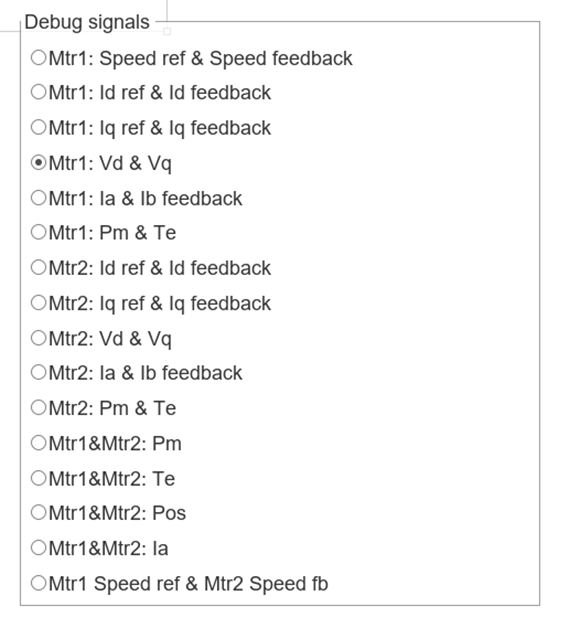 Debug signals
Mtr1: Speed ref & Speed feedback
Mtr1: Id ref & Id feedback
Mtr1: Iq ref & Iq feedback
Mtr1: Vd & Vq
Mtr1: Ia & Ib feedback
Mtr1: Pm & Te
Mtr2: Id ref & Id feedback
Mtr2: Iq ref & Iq feedback
Mtr2: Vd & Vq
Mtr2: Ia & Ib feedback
Mtr2: Pm & Te
Mtr1&Mtr2: Pm
Mtr1&Mtr2: Te
Mtr1&Mtr2: Pos
Mtr1&Mtr2: Ia
Mtr1 Speed ref & Mtr2 Speed fb